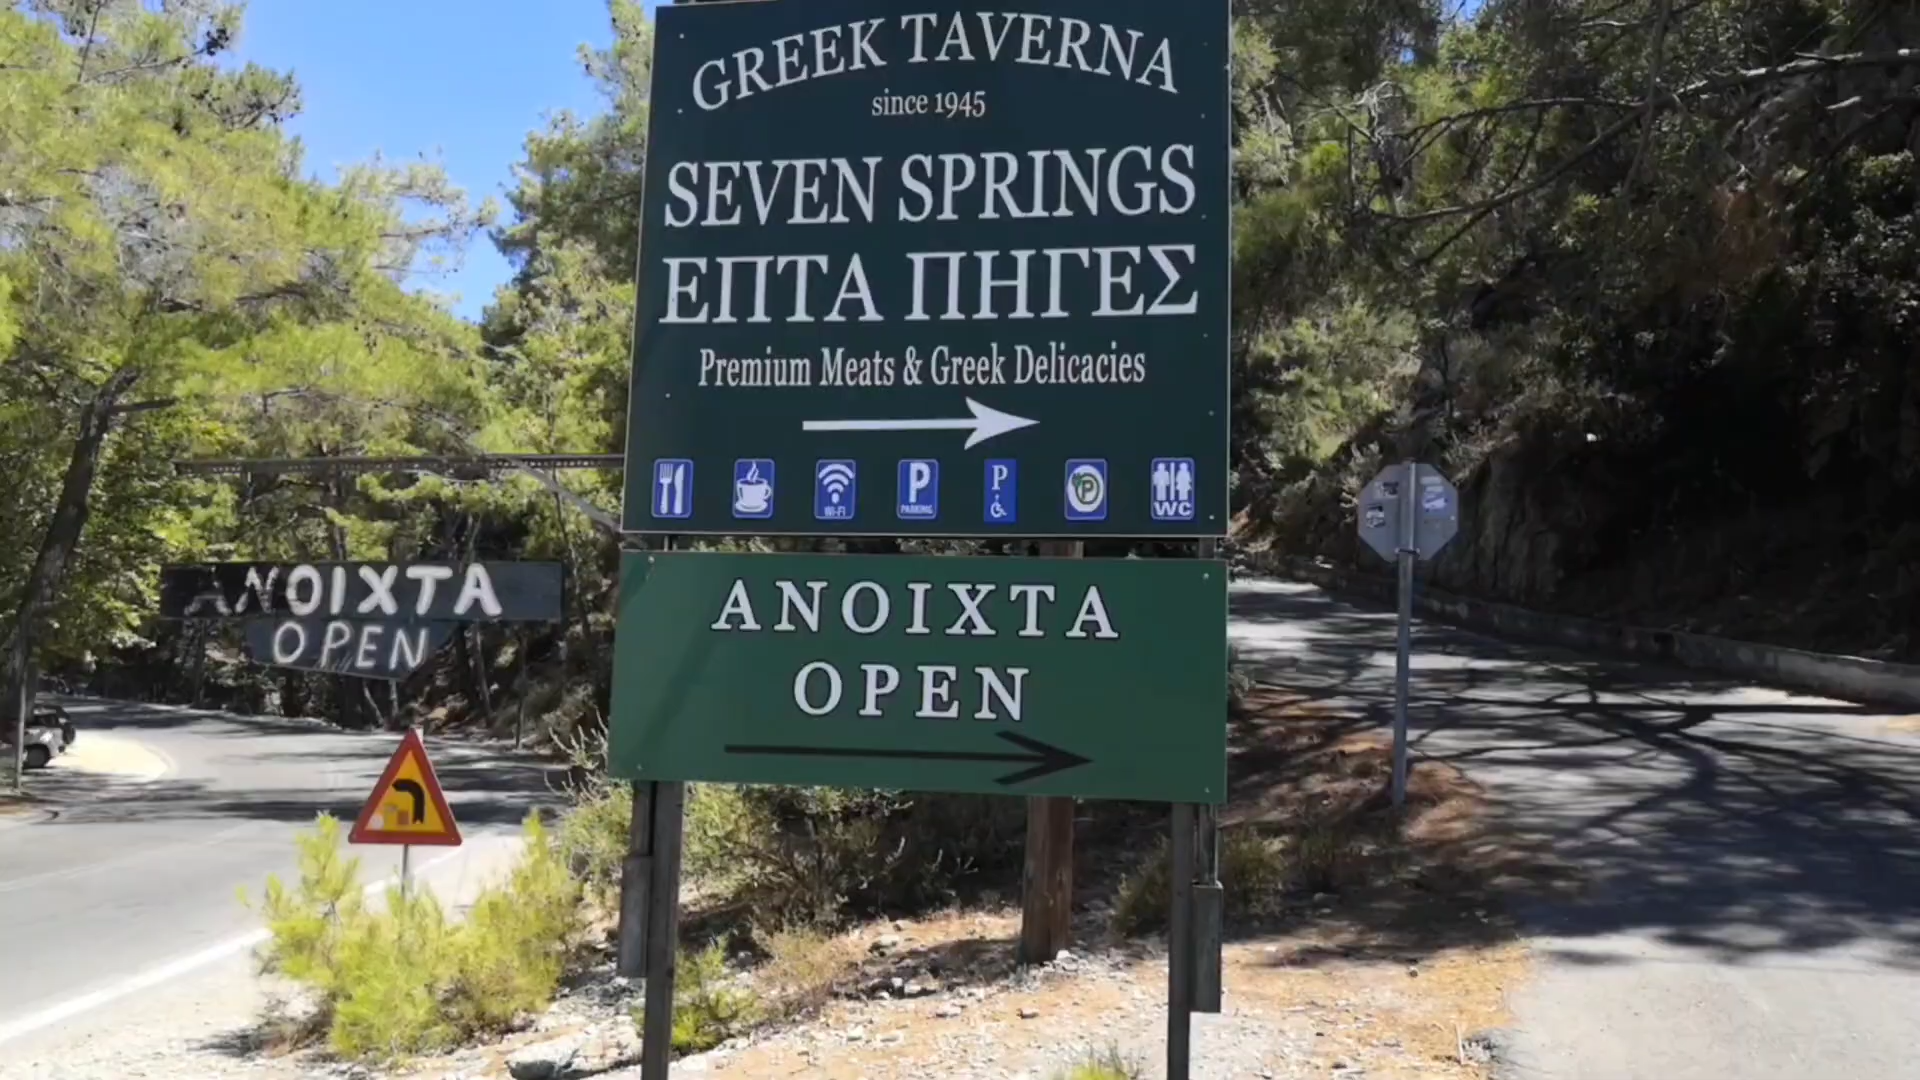 GREEK TAVERNA
since 1945
SEVEN SPRINGS
ΕΠΤΑ ΠΗΓΕΣ
Premium Meats & Greek Delicacies
WI-FI
P
PARKING
P
P
WC
ΑΝΟΙΧΤΑ
OPEN
ΑΝΟΙΧΤΑ
OPEN